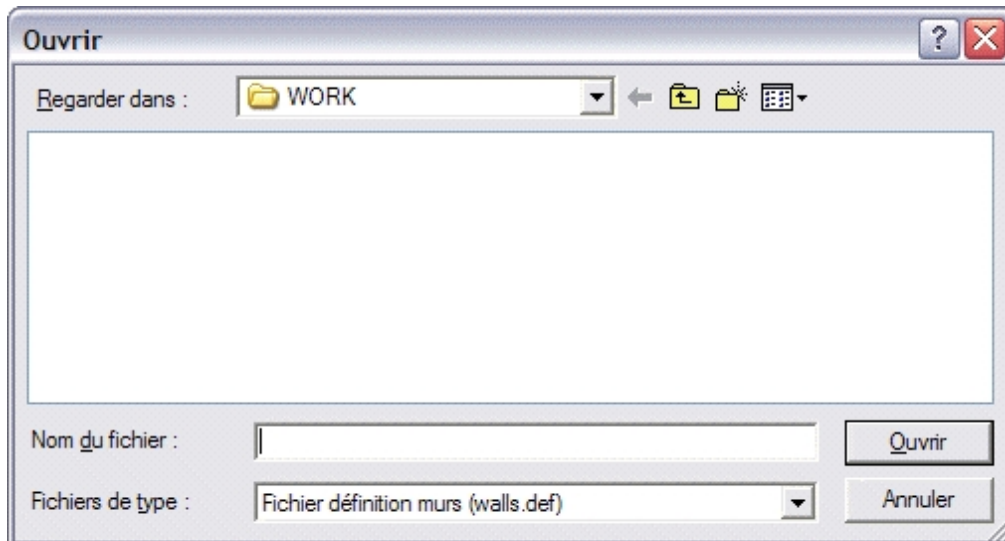 Ouvrir
Regarder dans : WORK
Nom du fichier : Ouvrir
Fichiers de type : Fichier définition murs (walls.def) Annuler